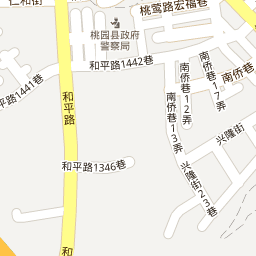 仁和街
桃莺路宏福巷
桃园县政府
警察局
和平路1442巷
南侨巷
南侨巷17弄
南侨巷12弄
南侨巷13弄
和平路1441巷
和平路
兴隆街
和平路1346巷
兴隆街23巷
和